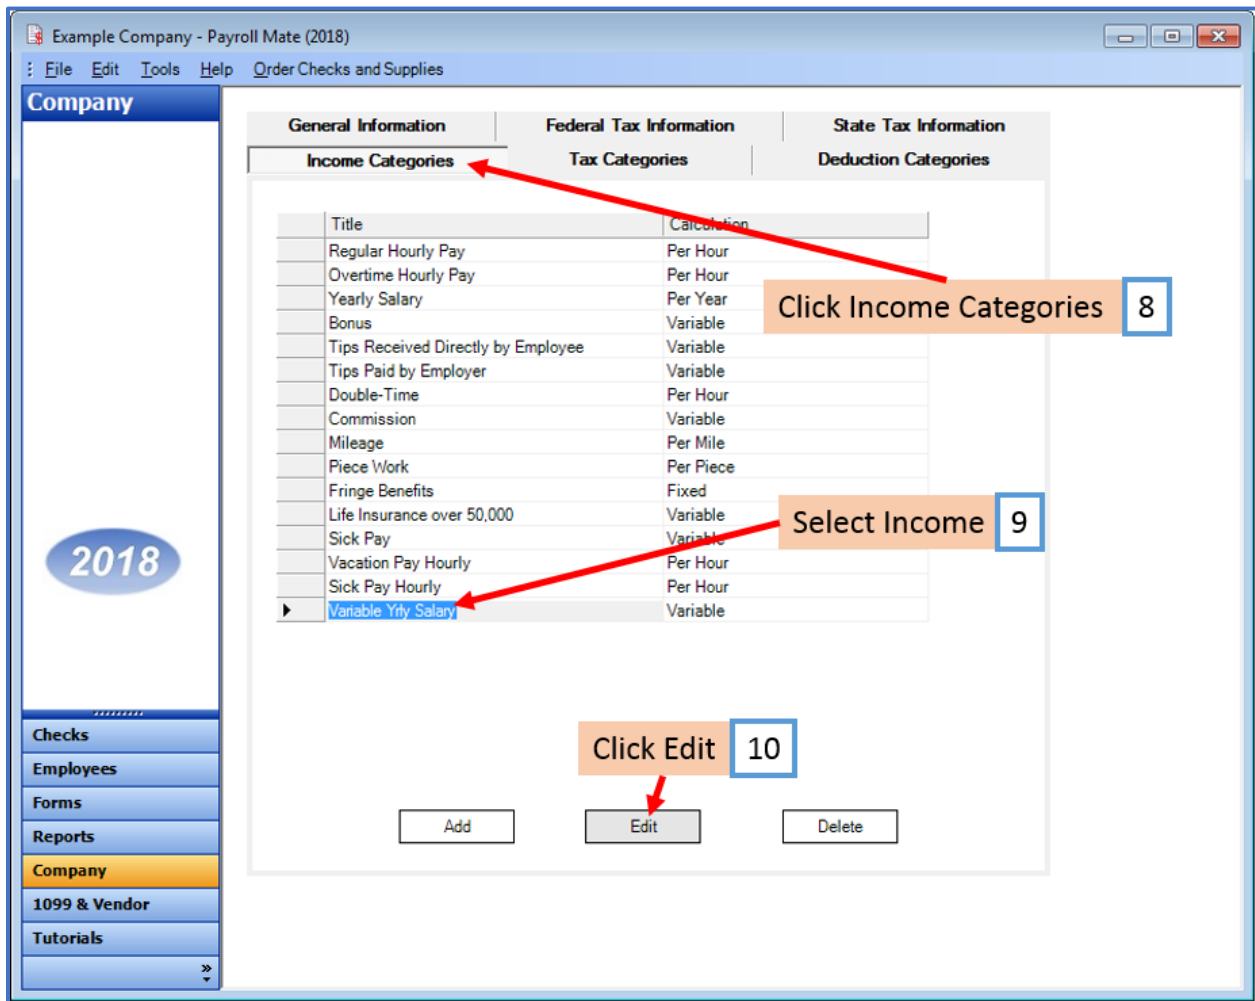 Example Company - Payroll Mate (2018)
File Edit Tools Help Order Checks and Supplies
Company
General Information Federal Tax Information State Tax Information
Income Categories Tax Categories Deduction Categories
Title Calculation
Regular Hourly Pay Per Hour
Overtime Hourly Pay Per Hour
Yearly Salary Per Year
Bonus Variable
Tips Received Directly by Employee Variable
Tips Paid by Employer Variable
Double-Time Per Hour
Commission Variable
Mileage Per Mile
Piece Work Per Piece
Fringe Benefits Fixed
Life Insurance over 50,000 Variable
Sick Pay Variable
Vacation Pay Hourly Per Hour
Sick Pay Hourly Per Hour
Variable Yrly Salary Variable
Click Income Categories 8
Select Income 9
Click Edit 10
2018
Add Edit Delete
Checks
Employees
Forms
Reports
Company
1099 & Vendor
Tutorials